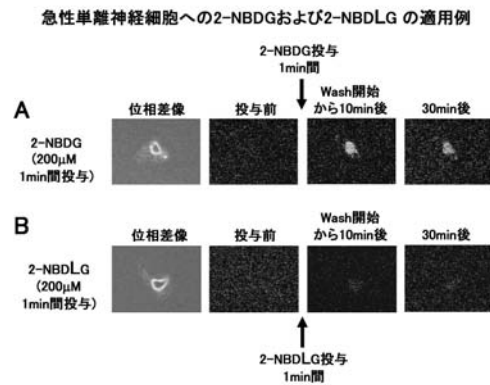 急性単離神経細胞への2-NBDGおよび2-NBDLG の適用例
2-NBDG投与
1min間
A
位相差像
投与前
Wash開始
から10min後
30min後
2-NBDG
(200μM
1min間投与)
B
位相差像
投与前
Wash開始
から10min後
30min後
2-NBDLG
(200μM
1min間投与)
2-NBDLG投与
1min間